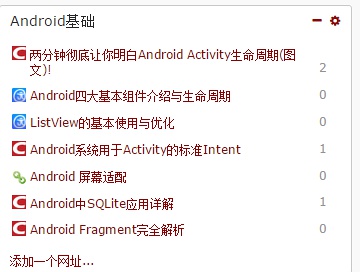 Android基础
两分钟彻底让你明白Android Activity生命周期(图
文)!
2
Android四大基本组件介绍与生命周期
0
ListView的基本使用与优化
0
Android系统用于Activity的标准Intent
1
Android 屏幕适配
0
Android中SQLite应用详解
1
Android Fragment完全解析
0
添加一个网址...